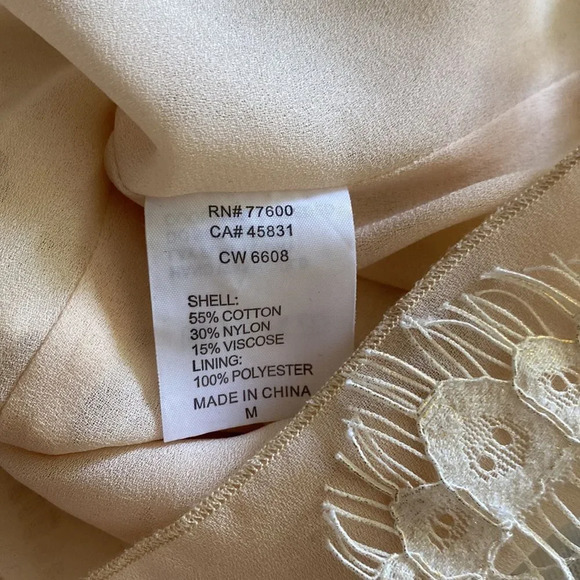 RN# 77600
CA# 45831
CW 6608
SHELL:
55% COTTON
30% NYLON
15% VISCOSE
LINING:
100% POLYESTER
MADE IN CHINA
M